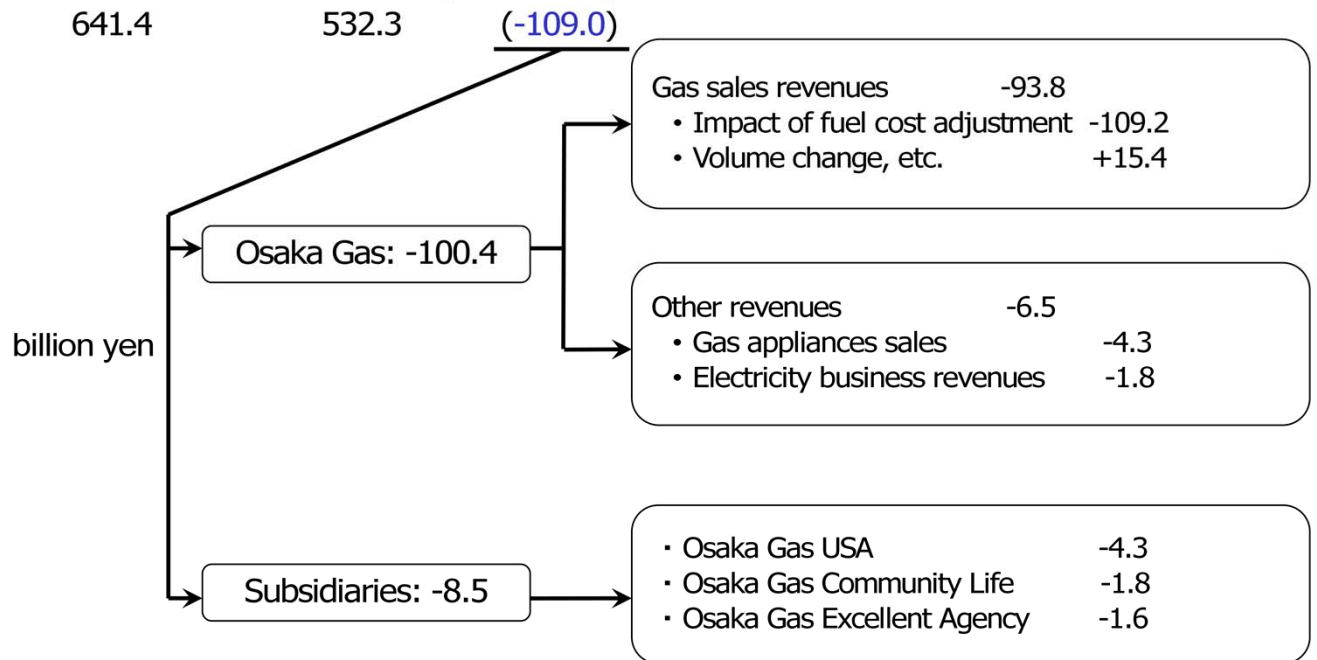 641.4 532.3 (-109.0)
Gas sales revenues -93.8
・Impact of fuel cost adjustment -109.2
・Volume change, etc. +15.4
Osaka Gas: -100.4
Other revenues -6.5
・Gas appliances sales -4.3
・Electricity business revenues -1.8
billion yen
Subsidiaries: -8.5
・Osaka Gas USA -4.3
・Osaka Gas Community Life -1.8
・Osaka Gas Excellent Agency -1.6